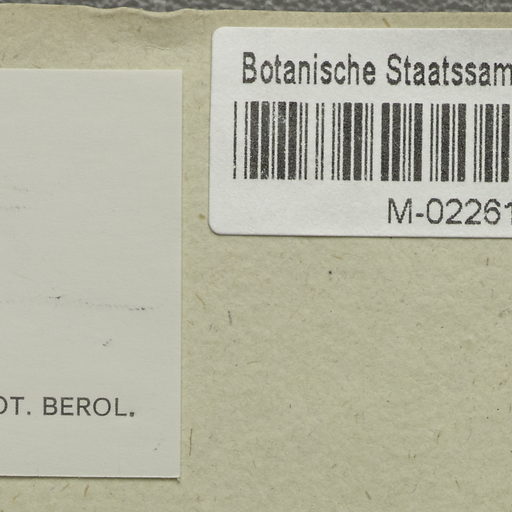 Botanische Staatssam
M-02261
OT. BEROL.